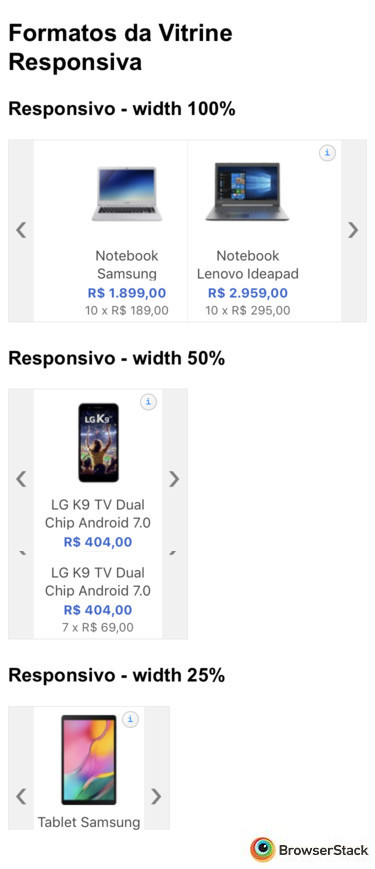 Formatos da Vitrine
Responsiva
Responsivo - width 100%
i
Notebook
Samsung
R$ 1.899,00
10 x R$ 189,00
Notebook
Lenovo Ideapad
R$ 2.959,00
10 x R$ 295,00
Responsivo - width 50%
i
LG K9
LG K9 TV Dual
Chip Android 7.0
R$ 404,00
LG K9 TV Dual
Chip Android 7.0
R$ 404,00
7 x R$ 69,00
Responsivo - width 25%
i
Tablet Samsung
BrowserStack